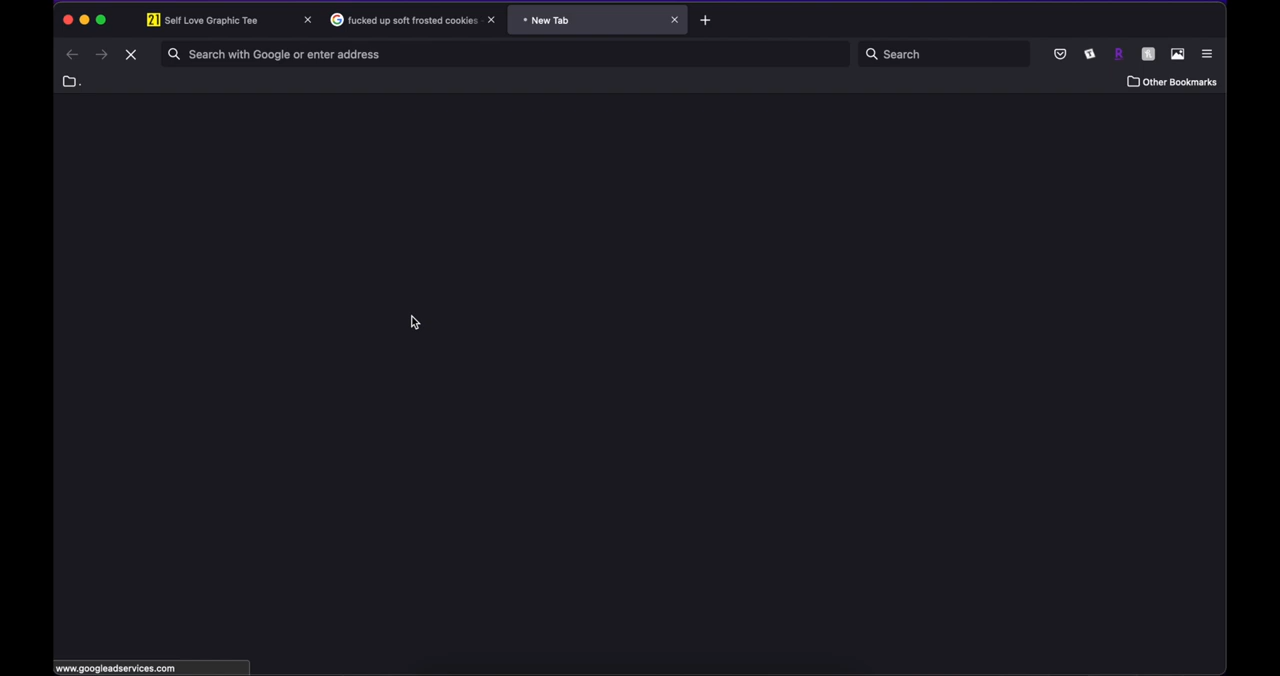 21 Self Love Graphic Tee
fucked up soft frosted cookies -
New Tab
Search with Google or enter address
Search
R
.
Other Bookmarks
www.googleadservices.com